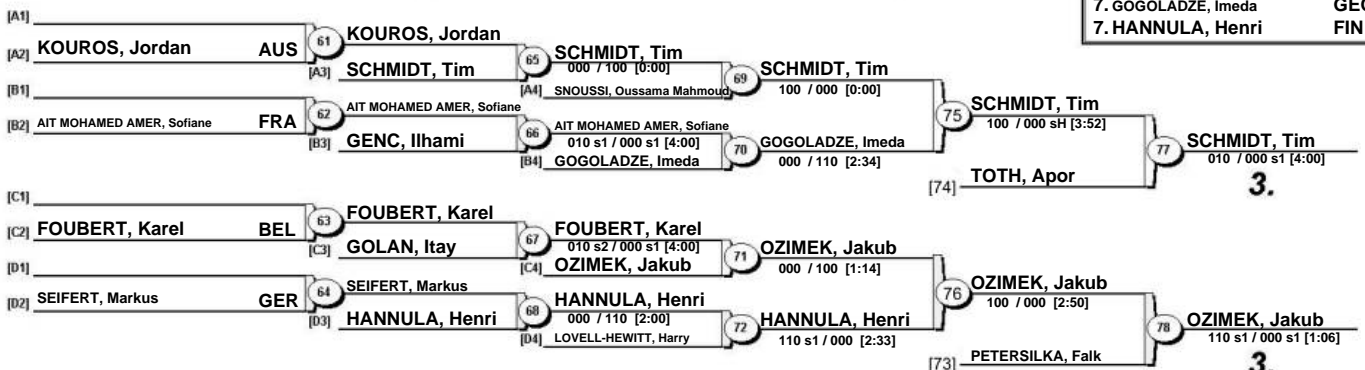 7. GOGOLADZE, Imeda GEO
7. HANNULA, Henri FIN
[A1]
[A2] KOUROS, Jordan AUS
61
KOUROS, Jordan
[A3] SCHMIDT, Tim
65
SCHMIDT, Tim
000 / 100 [0:00]
[A4] SNOUSSI, Oussama Mahmoud
69
SCHMIDT, Tim
100 / 000 [0:00]
[B1]
[B2] AIT MOHAMED AMER, Sofiane FRA
62
AIT MOHAMED AMER, Sofiane
[B3] GENC, Ilhami
66
AIT MOHAMED AMER, Sofiane
010 s1 / 000 s1 [4:00]
[B4] GOGOLADZE, Imeda
70
GOGOLADZE, Imeda
000 / 110 [2:34]
75
SCHMIDT, Tim
100 / 000 sH [3:52]
[74] TOTH, Apor
77
SCHMIDT, Tim
010 / 000 s1 [4:00]
3.
[C1]
[C2] FOUBERT, Karel BEL
63
FOUBERT, Karel
[C3] GOLAN, Itay
67
FOUBERT, Karel
010 s2 / 000 s1 [4:00]
[C4] OZIMEK, Jakub
71
OZIMEK, Jakub
000 / 100 [1:14]
[D1]
[D2] SEIFERT, Markus GER
64
SEIFERT, Markus
[D3] HANNULA, Henri
68
HANNULA, Henri
000 / 110 [2:00]
[D4] LOVELL-HEWITT, Harry
72
HANNULA, Henri
110 s1 / 000 [2:33]
76
OZIMEK, Jakub
100 / 000 [2:50]
[73] PETERSILKA, Falk
78
OZIMEK, Jakub
110 s1 / 000 s1 [1:06]
3.